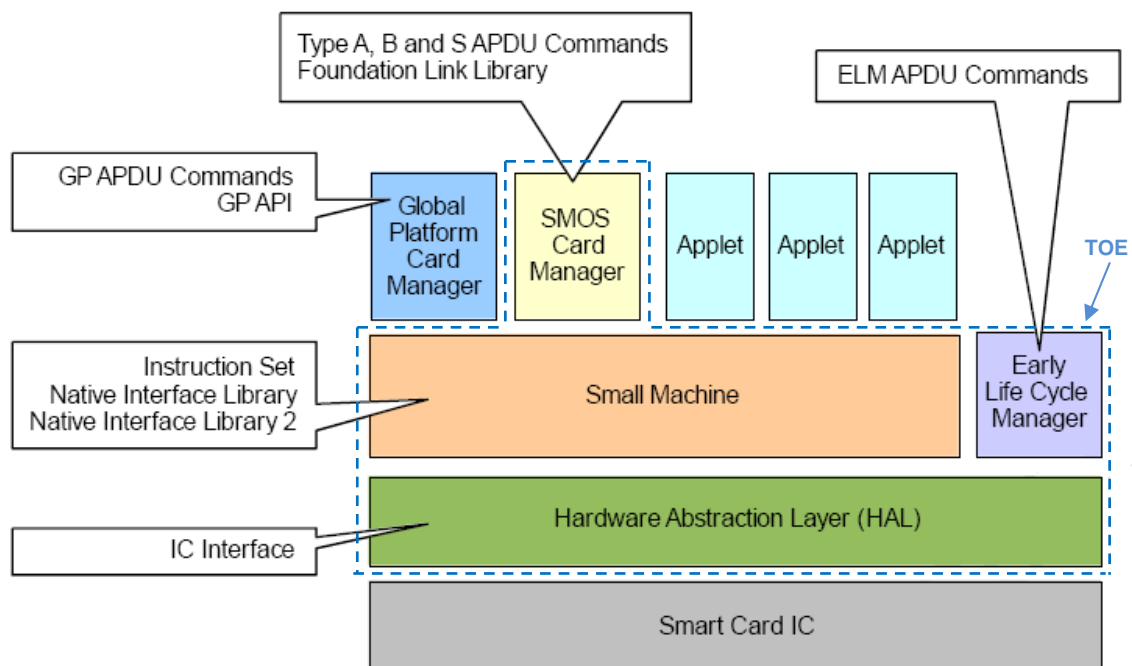 Type A, B and S APDU Commands
Foundation Link Library
ELM APDU Commands
GP APDU Commands
GP API
Global
Platform
Card
Manager
SMOS
Card
Manager
Applet
Applet
Applet
TOE
Instruction Set
Native Interface Library
Native Interface Library 2
Small Machine
Early
Life Cycle
Manager
Hardware Abstraction Layer (HAL)
IC Interface
Smart Card IC